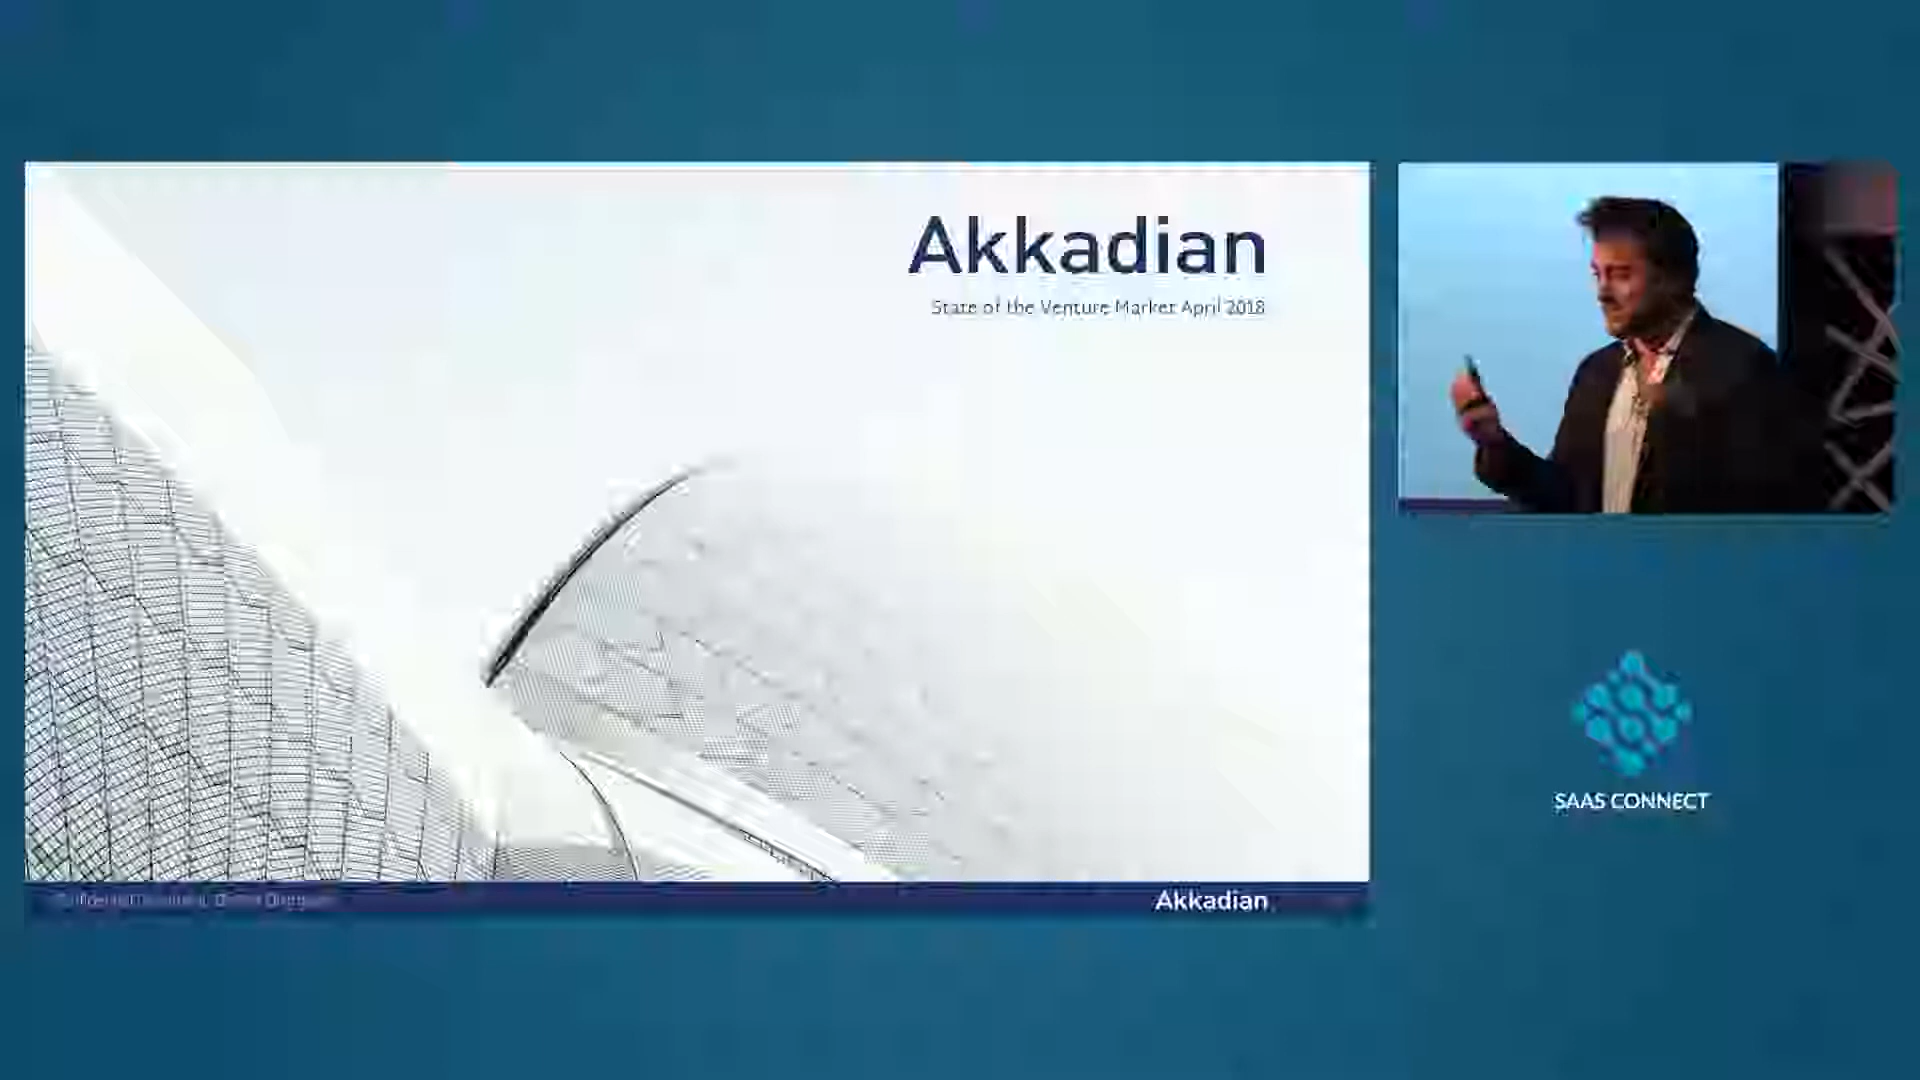 Akkadian
State of the Venture Market April 2018
Akkadian
SAAS CONNECT